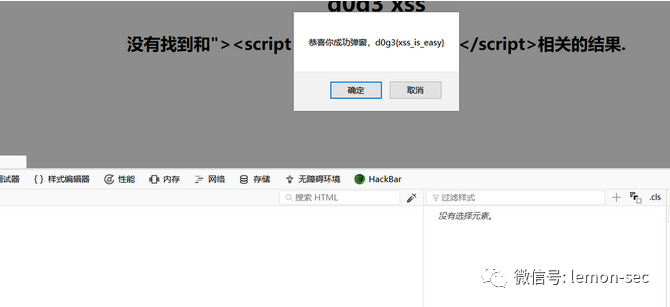 d0g3 xss
没有找到和"><script
</script>相关的结果.
恭喜你成功弹窗，d0g3{xss_is_easy}
确定 取消
调试器 {} 样式编辑器 性能 内存 网络 存储 无障碍环境 HackBar
搜索 HTML 过滤样式 .cls
没有选择元素。
微信号: lemon-sec